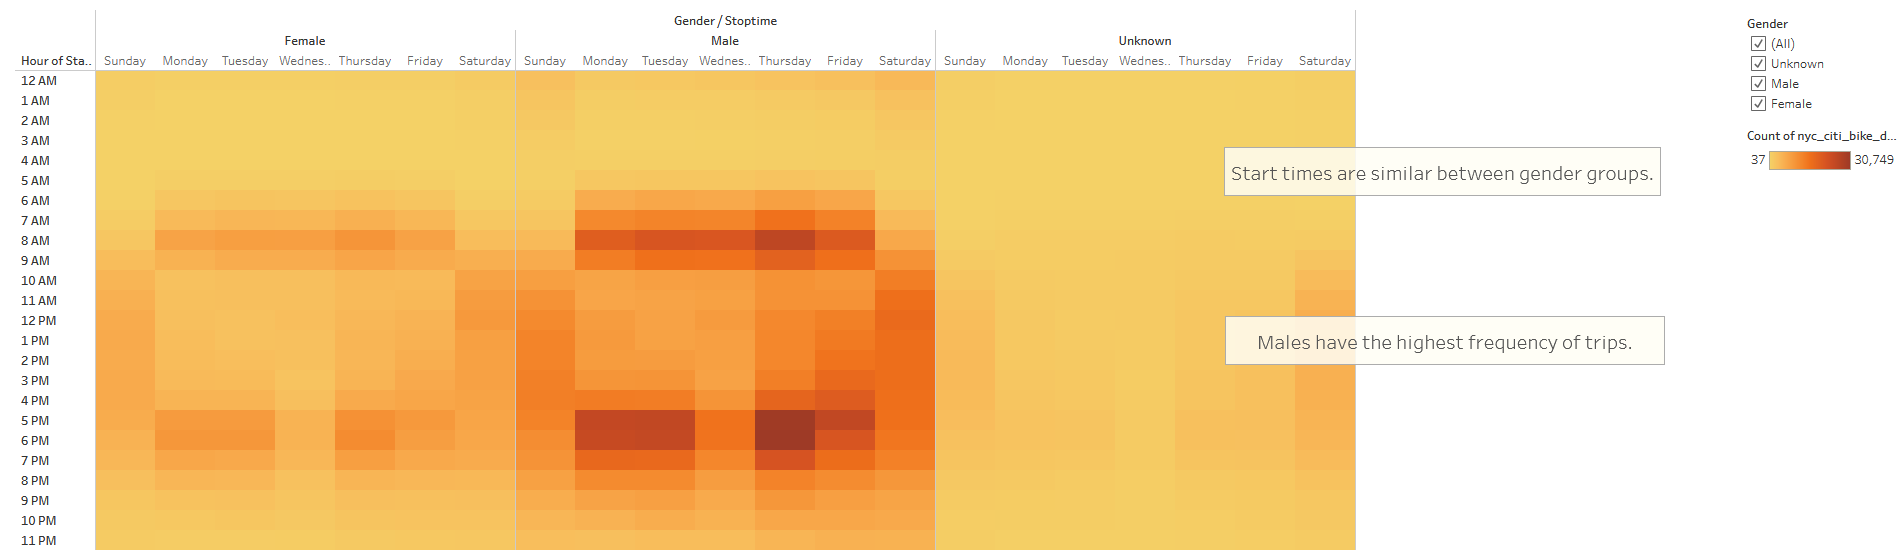 Gender / Stoptime
Female Male Unknown
Hour of Sta.. Sunday Monday Tuesday Wednes.. Thursday Friday Saturday Sunday Monday Tuesday Wednes.. Thursday Friday Saturday Sunday Monday Tuesday Wednes.. Thursday Friday Saturday
12 AM
1 AM
2 AM
3 AM
4 AM
5 AM
6 AM
7 AM
8 AM
9 AM
10 AM
11 AM
12 PM
1 PM
2 PM
3 PM
4 PM
5 PM
6 PM
7 PM
8 PM
9 PM
10 PM
11 PM
Start times are similar between gender groups.
Males have the highest frequency of trips.
Gender
(All)
Unknown
Male
Female
Count of nyc_citi_bike_d...
37 30,749